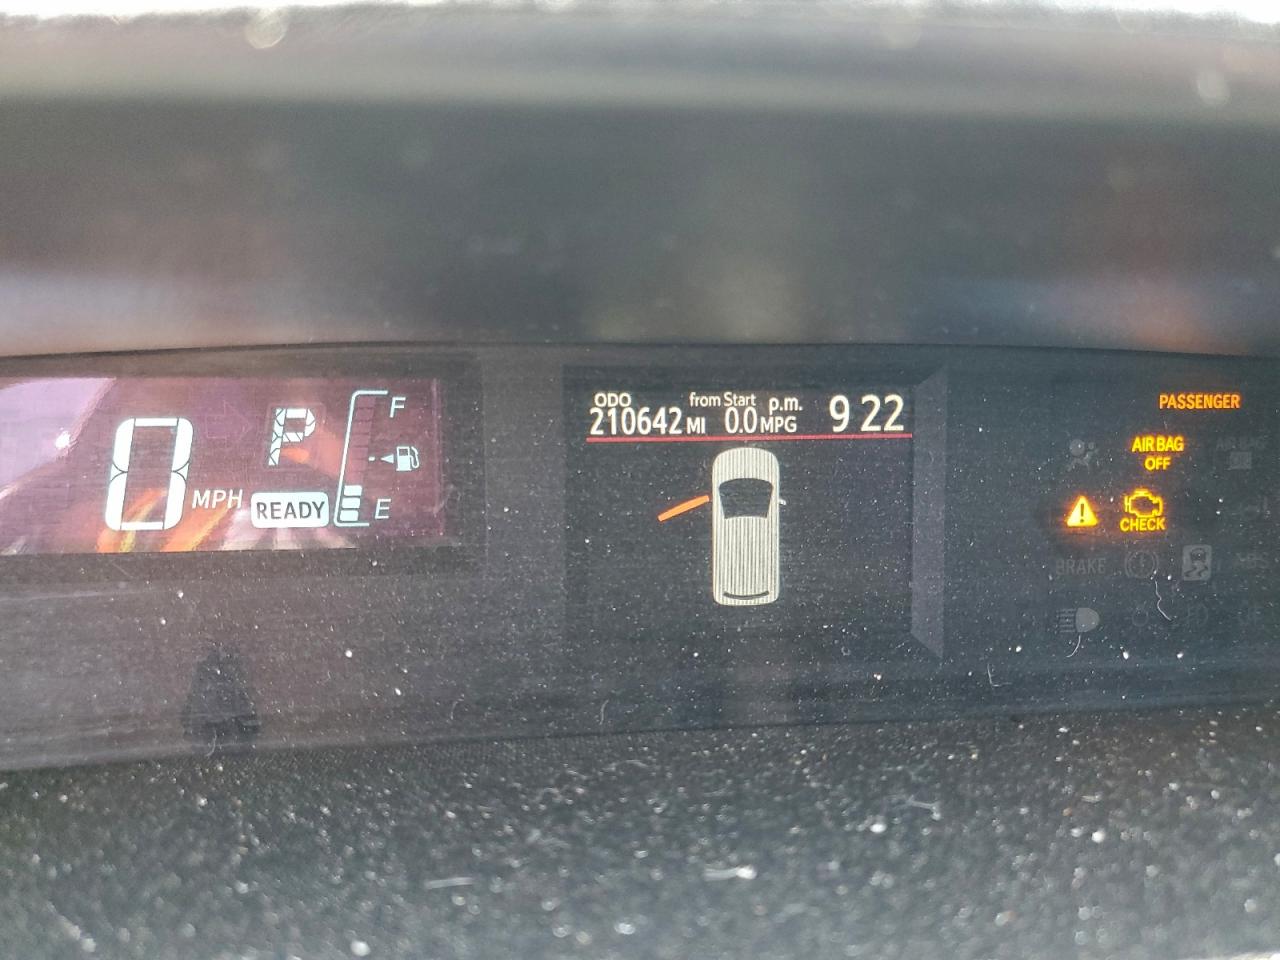 0 MPH
P
READY
F
E
ODO
210642 MI
from Start
0.0 MPG
p.m. 9 22
PASSENGER
AIR BAG
OFF
CHECK
BRAKE
ABS